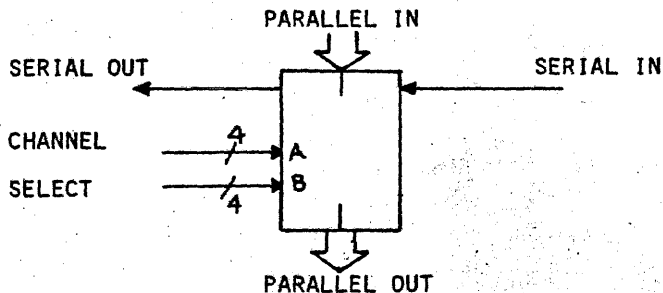 PARALLEL IN
SERIAL OUT
SERIAL IN
CHANNEL
4
A
SELECT
4
B
PARALLEL OUT